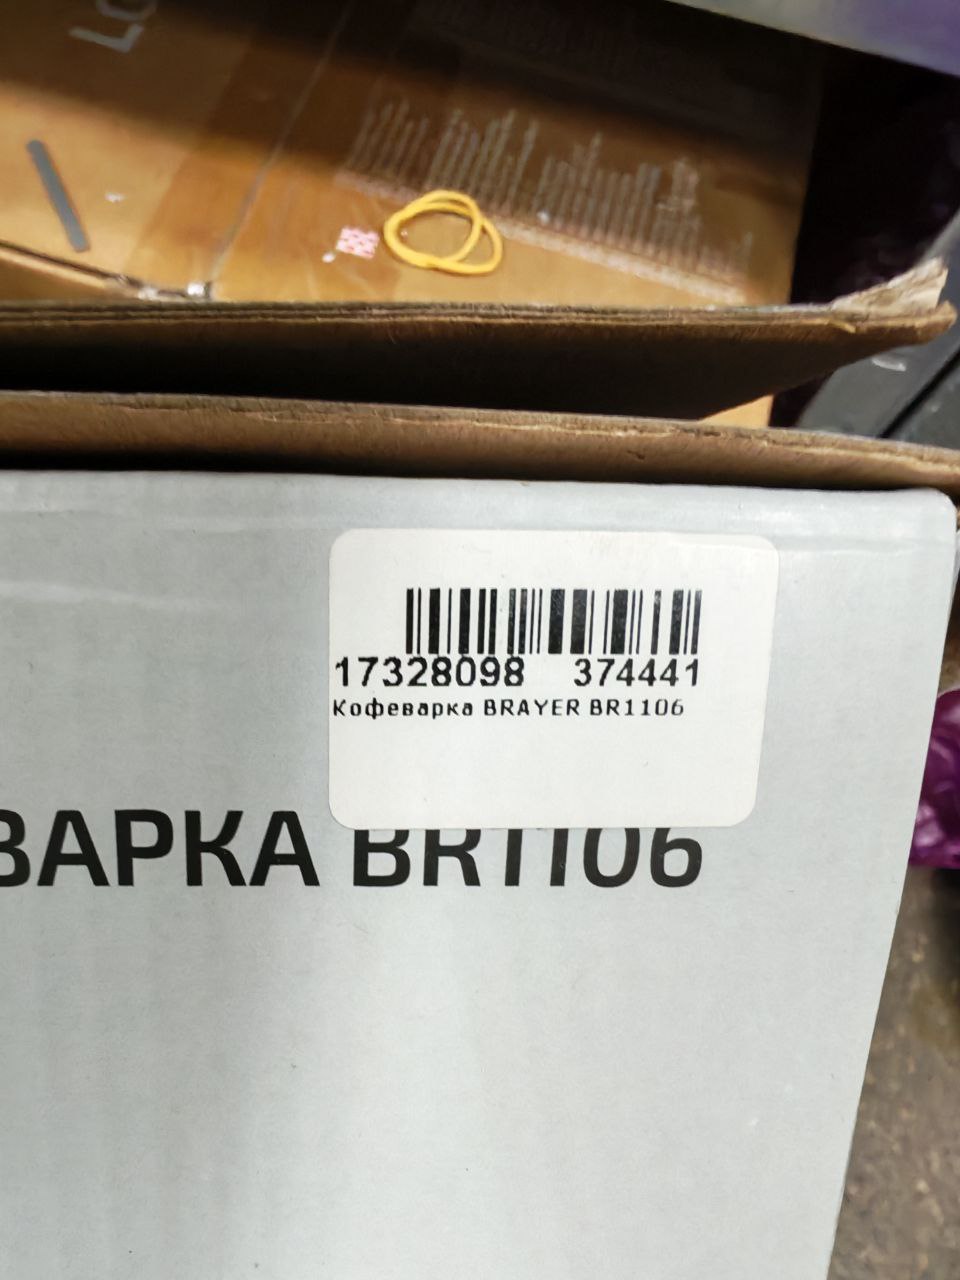 17328098 374441
Кофеварка BRAYER BR1106
ВАРКА BR1106